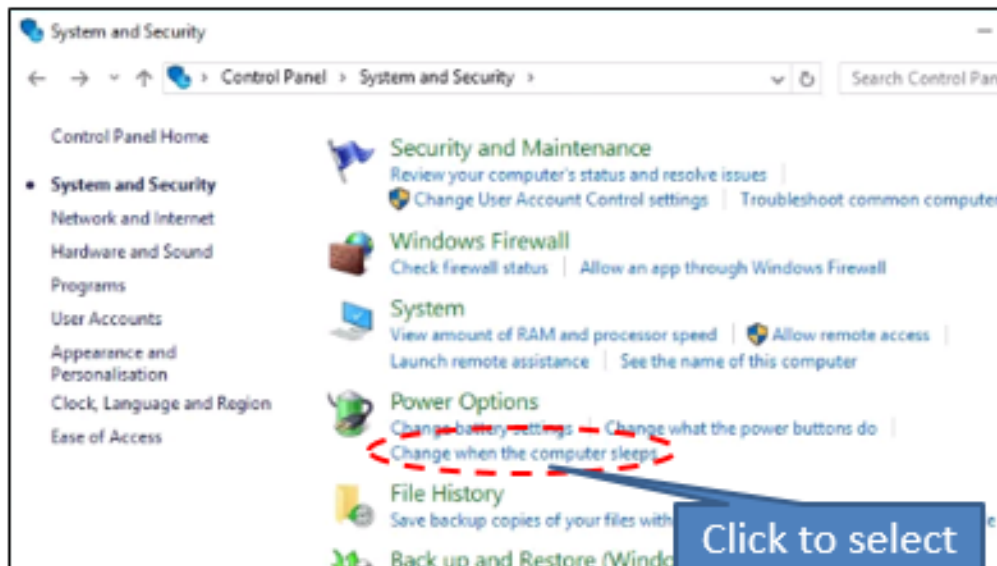 System and Security
Control Panel > System and Security >
Search Control Pan
Control Panel Home
System and Security
Network and Internet
Hardware and Sound
Programs
User Accounts
Appearance and
Personalisation
Clock, Language and Region
Ease of Access
Security and Maintenance
Review your computer's status and resolve issues
Change User Account Control settings
Troubleshoot common computer
Windows Firewall
Check firewall status
Allow an app through Windows Firewall
System
View amount of RAM and processor speed
Allow remote access
Launch remote assistance
See the name of this computer
Power Options
Change battery settings
Change what the power buttons do
Change when the computer sleeps
File History
Save backup copies of your files with
Back up and Restore (Windo
Click to select